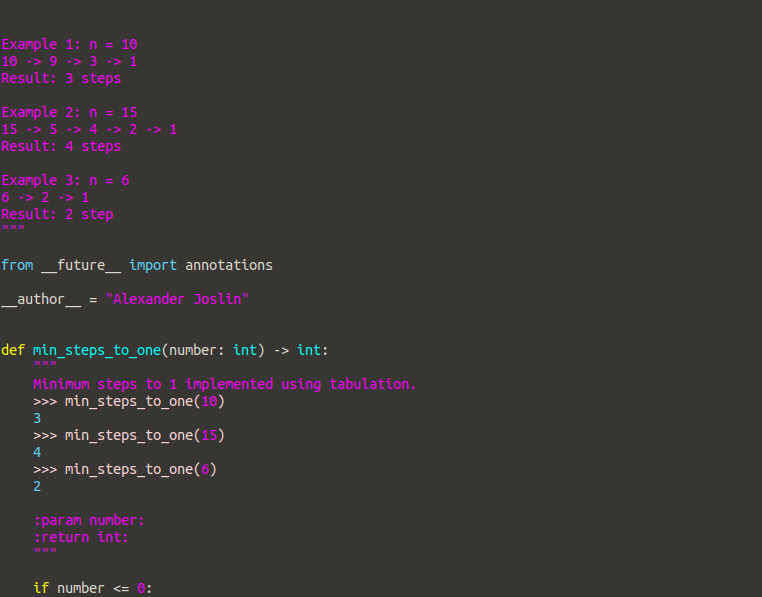 Example 1: n = 10
10 -> 9 -> 3 -> 1
Result: 3 steps

Example 2: n = 15
15 -> 5 -> 4 -> 2 -> 1
Result: 4 steps

Example 3: n = 6
6 -> 2 -> 1
Result: 2 step
"""

from __future__ import annotations

__author__ = "Alexander Joslin"


def min_steps_to_one(number: int) -> int:
    """
    Minimum steps to 1 implemented using tabulation.
    >>> min_steps_to_one(10)
    3
    >>> min_steps_to_one(15)
    4
    >>> min_steps_to_one(6)
    2

    :param number:
    :return int:
    """

    if number <= 0: